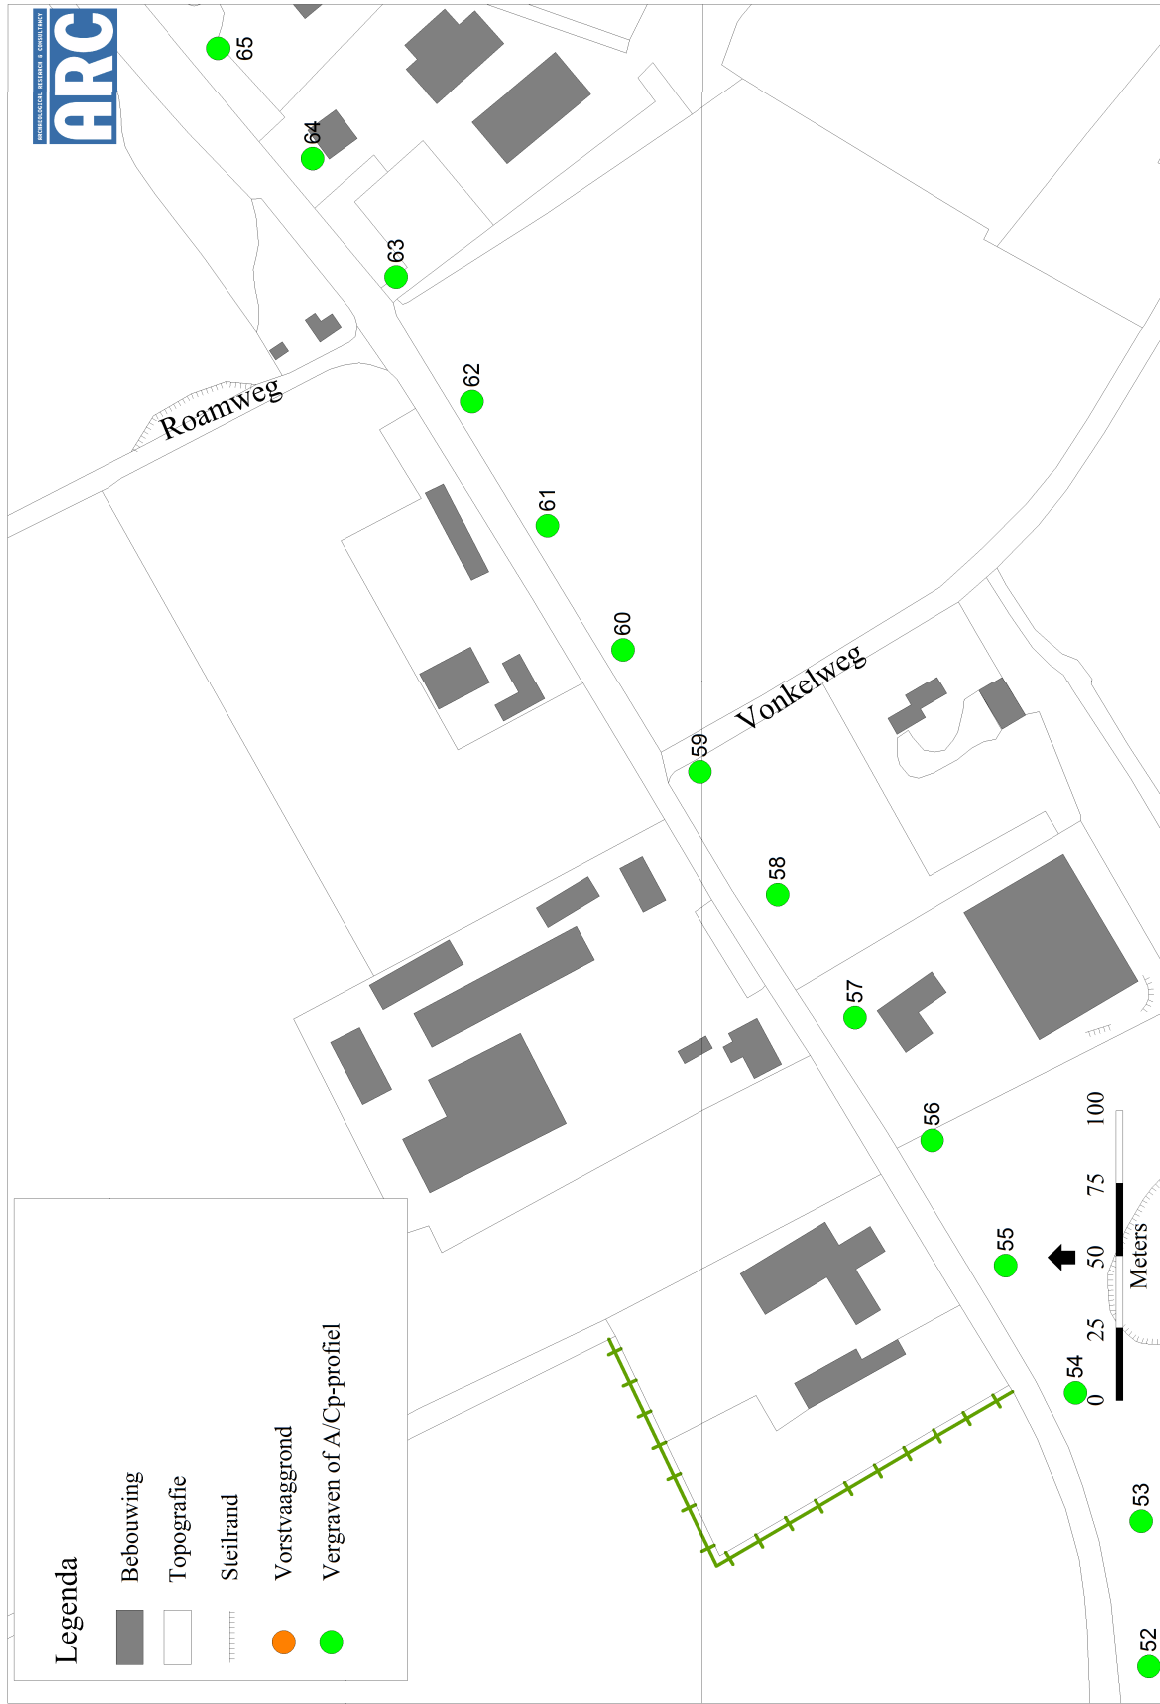 ARCHAEOLOGICAL RESEARCH & CONSULTANCY
ARC
65
64
63
Roamweg
62
61
60
Vonkelweg
59
58
57
56
55
54
53
52
0 25 50 75 100
Meters
Legenda
Bebouwing
Topografie
Steilrand
Vorstvaaggrond
Vergraven of A/Cp-profiel